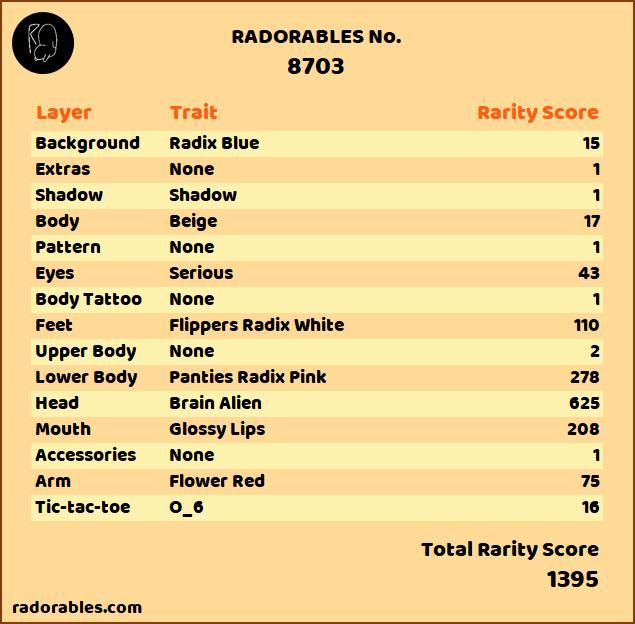 RADORABLES No.
8703
Layer Trait Rarity Score
Background Radix Blue 15
Extras None 1
Shadow Shadow 1
Body Beige 17
Pattern None 1
Eyes Serious 43
Body Tattoo None 1
Feet Flippers Radix White 110
Upper Body None 2
Lower Body Panties Radix Pink 278
Head Brain Alien 625
Mouth Glossy Lips 208
Accessories None 1
Arm Flower Red 75
Tic-tac-toe O_6 16
Total Rarity Score
1395
radorables.com